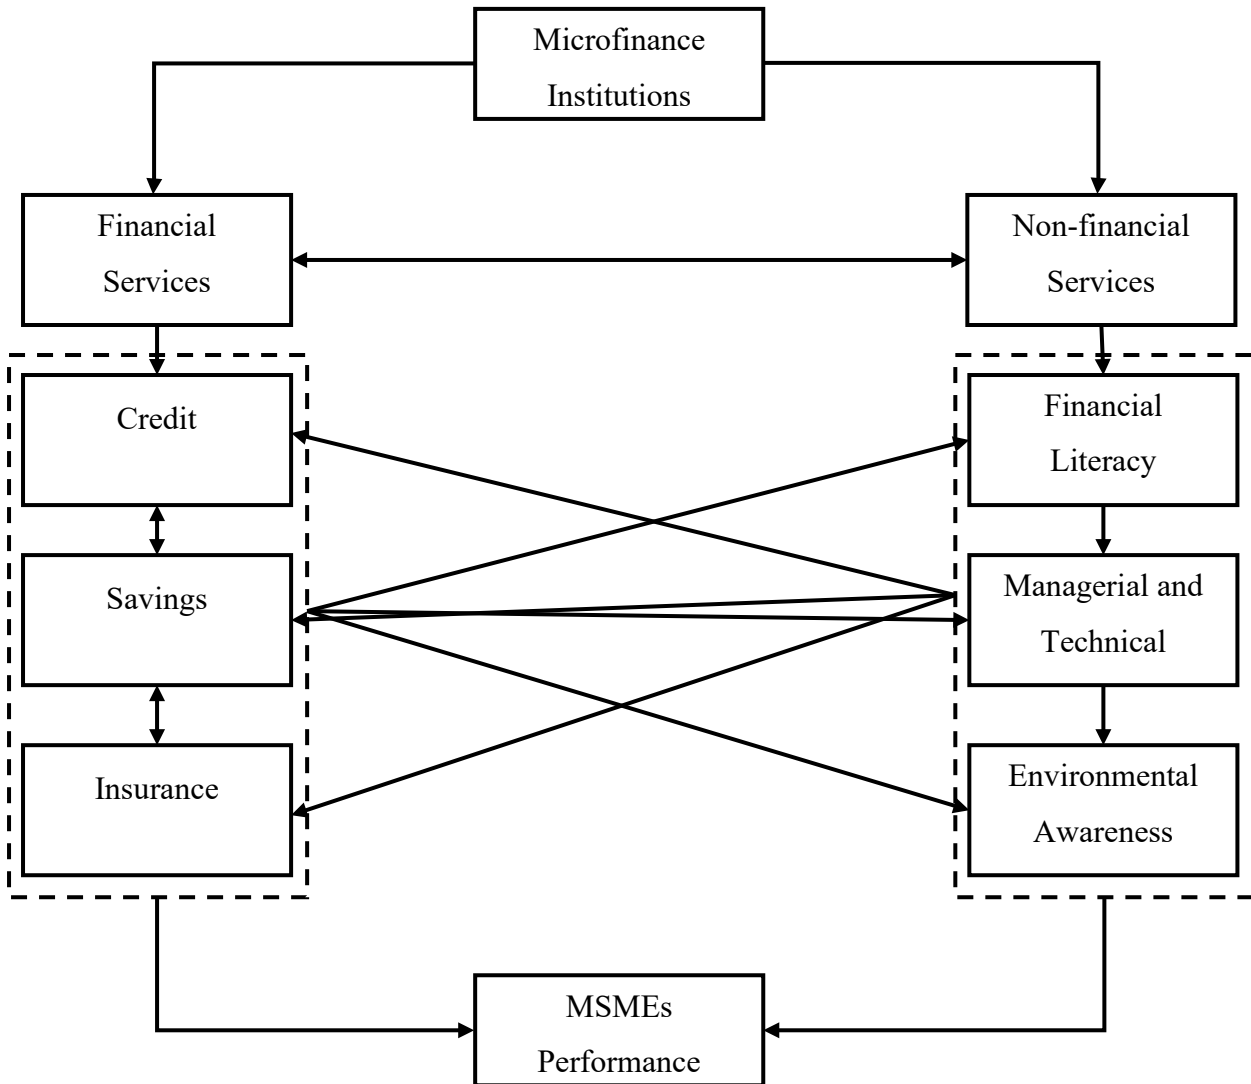 Microfinance
Institutions
Financial
Services
Non-financial
Services
Credit
Financial
Literacy
Savings
Managerial and
Technical
Insurance
Environmental
Awareness
MSMEs
Performance